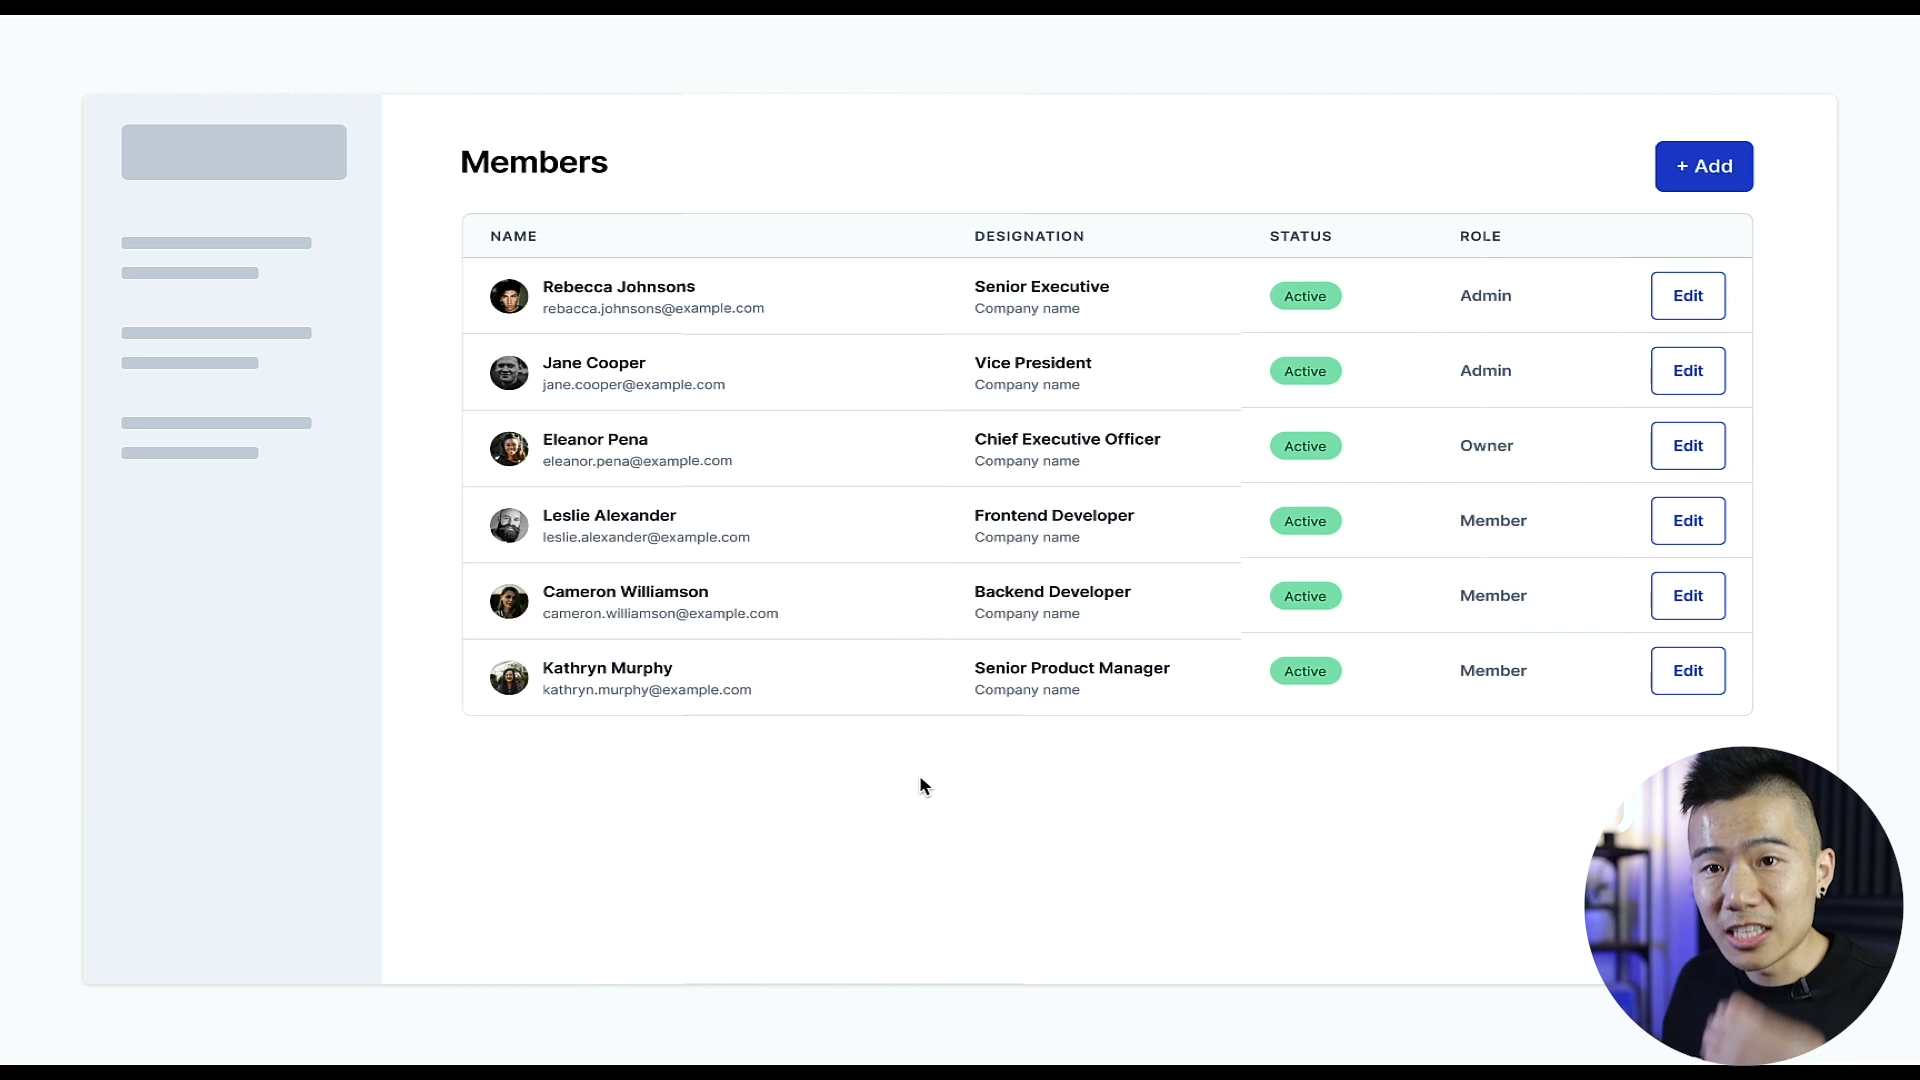 Members
+ Add
NAME DESIGNATION STATUS ROLE
Rebecca Johnsons Senior Executive Active Admin Edit
rebacca.johnsons@example.com Company name
Jane Cooper Vice President Active Admin Edit
jane.cooper@example.com Company name
Eleanor Pena Chief Executive Officer Active Owner Edit
eleanor.pena@example.com Company name
Leslie Alexander Frontend Developer Active Member Edit
leslie.alexander@example.com Company name
Cameron Williamson Backend Developer Active Member Edit
cameron.williamson@example.com Company name
Kathryn Murphy Senior Product Manager Active Member Edit
kathryn.murphy@example.com Company name